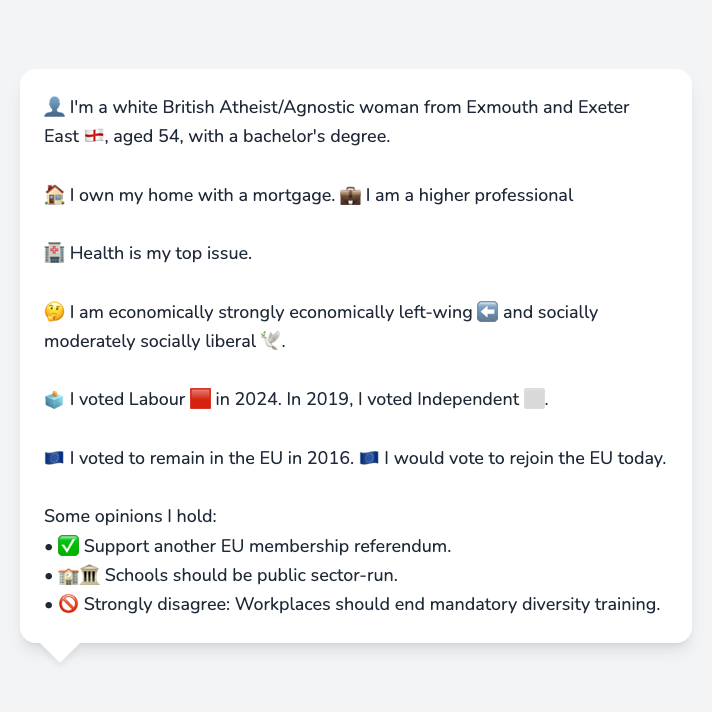 👤 I'm a white British Atheist/Agnostic woman from Exmouth and Exeter
East 🏴󠁧󠁢󠁥󠁮󠁧󠁿, aged 54, with a bachelor's degree.
🏠 I own my home with a mortgage. 💼 I am a higher professional
🏥 Health is my top issue.
🤔 I am economically strongly economically left-wing ⬅️ and socially
moderately socially liberal 🕊️.
🗳️ I voted Labour 🟥 in 2024. In 2019, I voted Independent ⬜.
🇪🇺 I voted to remain in the EU in 2016. 🇪🇺 I would vote to rejoin the EU today.
Some opinions I hold:
• ✅ Support another EU membership referendum.
• 🏫🏛️ Schools should be public sector-run.
• 🚫 Strongly disagree: Workplaces should end mandatory diversity training.